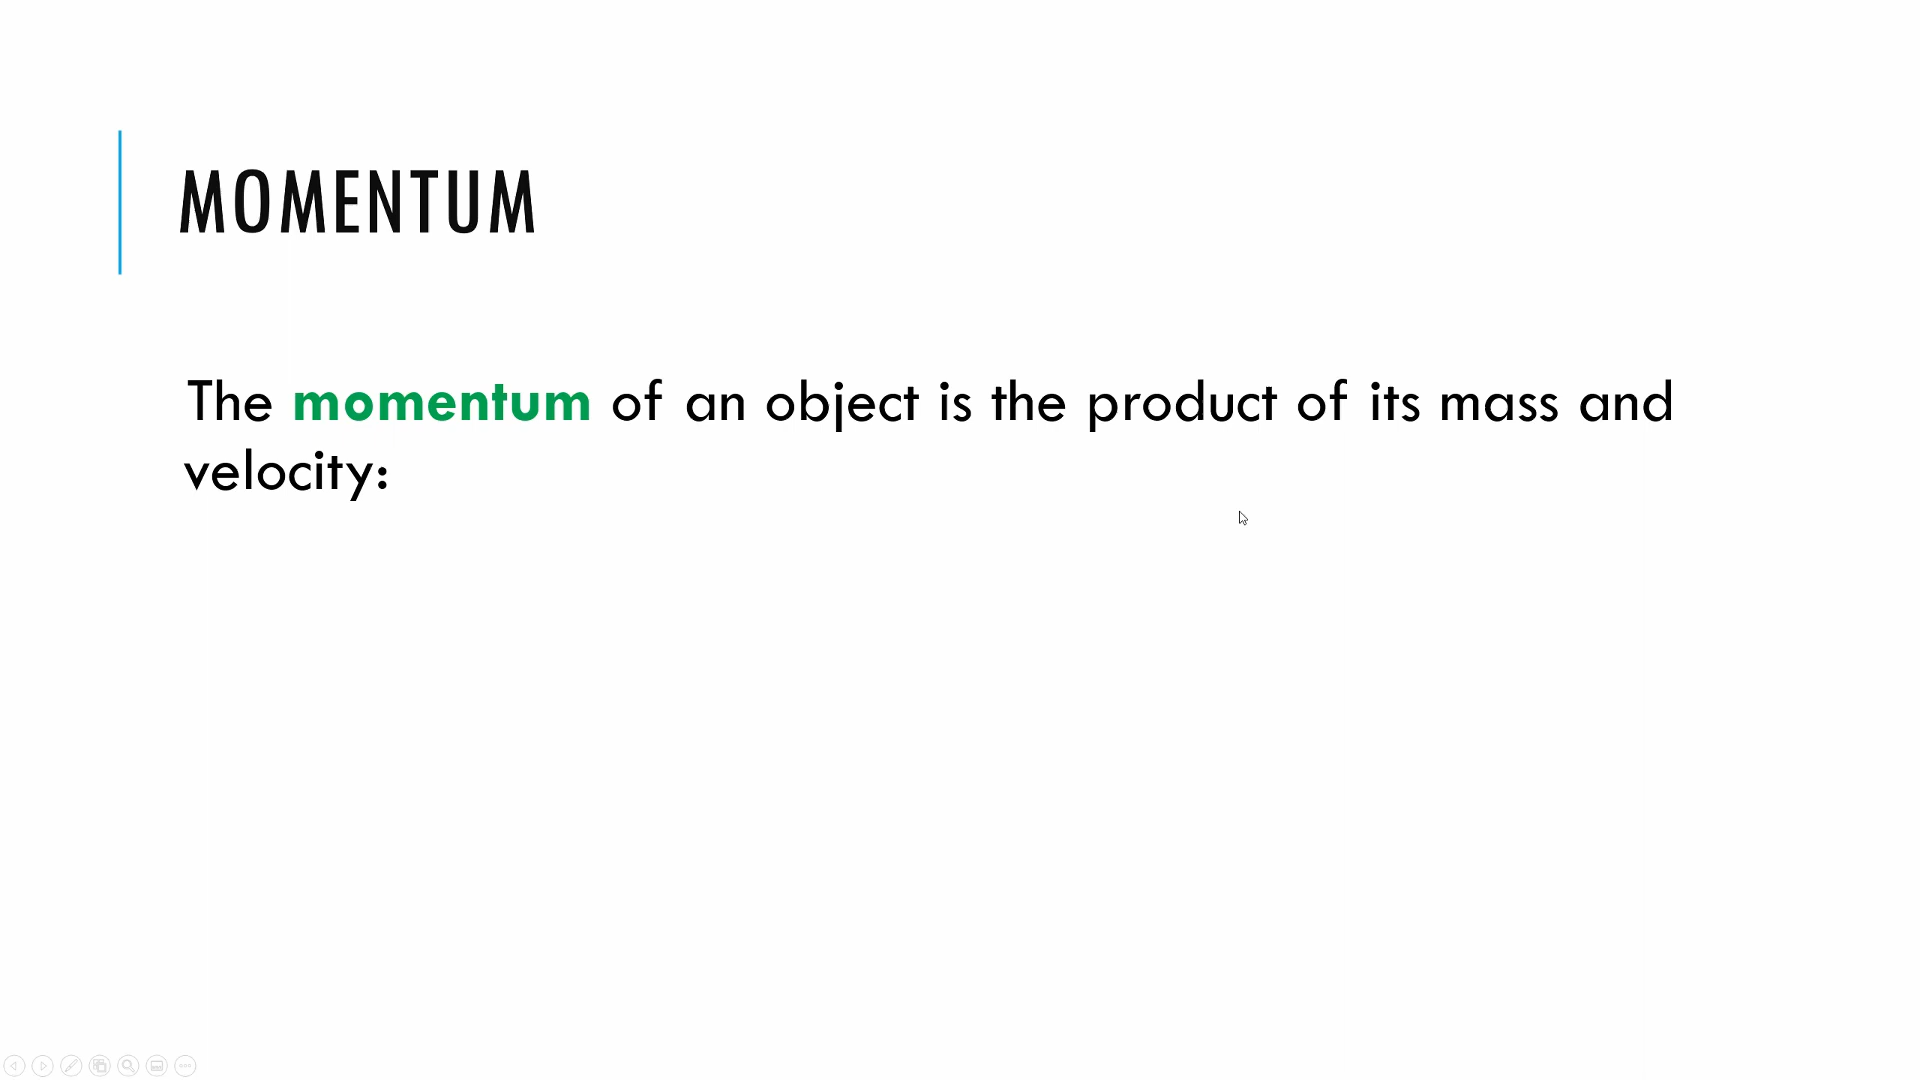 MOMENTUM
The momentum of an object is the product of its mass and
velocity: